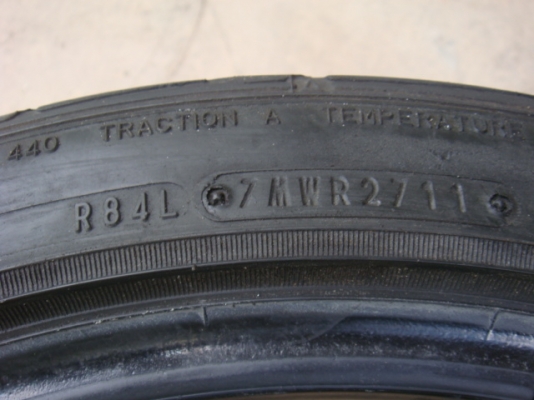 440 TRACTION A TEMPERATURE
R84L 7MWR2711